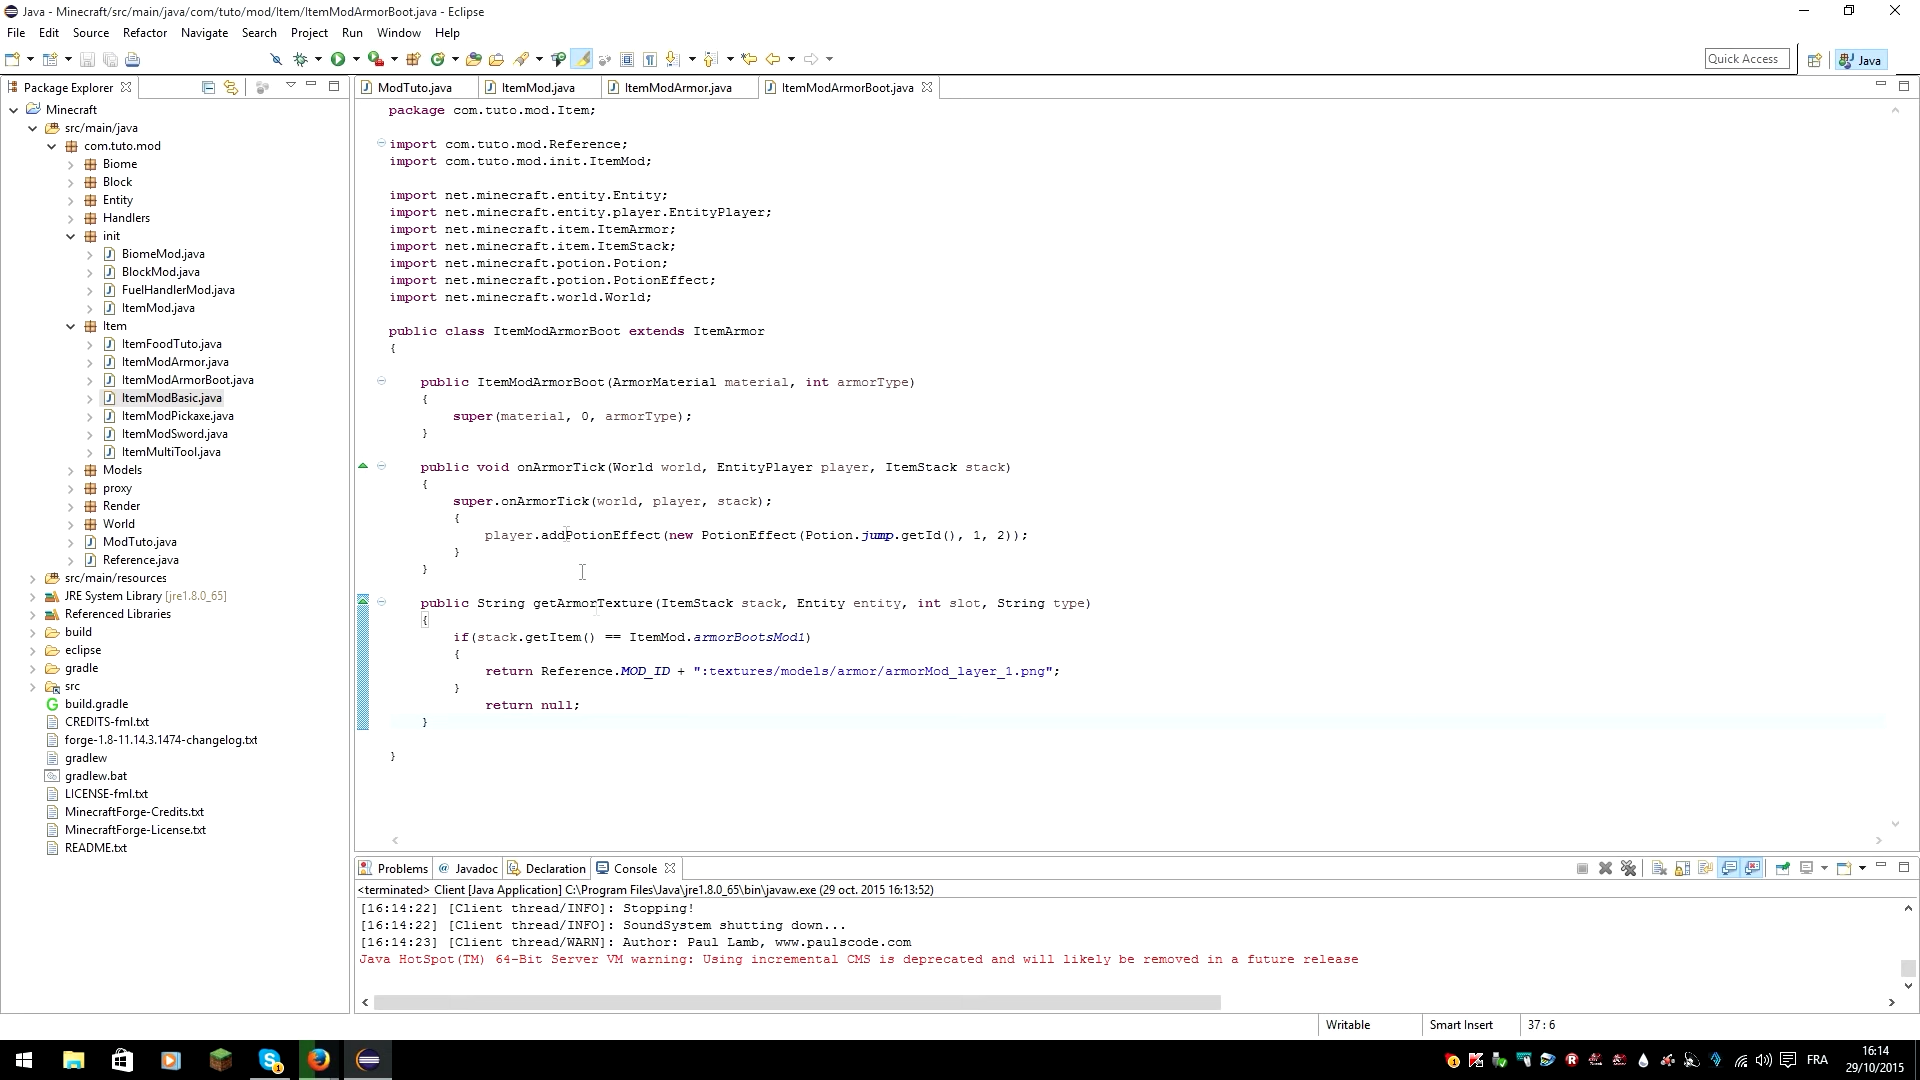 Java - Minecraft/src/main/java/com/tuto/mod/Item/ItemModArmorBoot.java - Eclipse
File Edit Source Refactor Navigate Search Project Run Window Help
Quick Access
Java
Package Explorer
Minecraft
src/main/java
com.tuto.mod
Biome
Block
Entity
Handlers
init
BiomeMod.java
BlockMod.java
FuelHandlerMod.java
ItemMod.java
Item
ItemFoodTuto.java
ItemModArmor.java
ItemModArmorBoot.java
ItemModBasic.java
ItemModPickaxe.java
ItemModSword.java
ItemMultiTool.java
Models
proxy
Render
World
ModTuto.java
Reference.java
src/main/resources
JRE System Library [jre1.8.0_65]
Referenced Libraries
build
eclipse
gradle
src
build.gradle
CREDITS-fml.txt
forge-1.8-11.14.3.1474-changelog.txt
gradlew
gradlew.bat
LICENSE-fml.txt
MinecraftForge-Credits.txt
MinecraftForge-License.txt
README.txt
ModTuto.java ItemMod.java ItemModArmor.java ItemModArmorBoot.java
package com.tuto.mod.Item;
import com.tuto.mod.Reference;
import com.tuto.mod.init.ItemMod;
import net.minecraft.entity.Entity;
import net.minecraft.entity.player.EntityPlayer;
import net.minecraft.item.ItemArmor;
import net.minecraft.item.ItemStack;
import net.minecraft.potion.Potion;
import net.minecraft.potion.PotionEffect;
import net.minecraft.world.World;
public class ItemModArmorBoot extends ItemArmor
{
public ItemModArmorBoot(ArmorMaterial material, int armorType)
{
super(material, 0, armorType);
}
public void onArmorTick(World world, EntityPlayer player, ItemStack stack)
{
super.onArmorTick(world, player, stack);
{
player.addPotionEffect(new PotionEffect(Potion.jump.getId(), 1, 2));
}
}
public String getArmorTexture(ItemStack stack, Entity entity, int slot, String type)
{
if(stack.getItem() == ItemMod.armorBootsMod1)
{
return Reference.MOD_ID + ":textures/models/armor/armorMod_layer_1.png";
}
return null;
}
}
Problems Javadoc Declaration Console
<terminated> Client [Java Application] C:\Program Files\Java\jre1.8.0_65\bin\javaw.exe (29 oct. 2015 16:13:52)
[16:14:22] [Client thread/INFO]: Stopping!
[16:14:22] [Client thread/INFO]: SoundSystem shutting down...
[16:14:23] [Client thread/WARN]: Author: Paul Lamb, www.paulscode.com
Java HotSpot(TM) 64-Bit Server VM warning: Using incremental CMS is deprecated and will likely be removed in a future release
Writable Smart Insert 37 : 6
FRA
16:14
29/10/2015